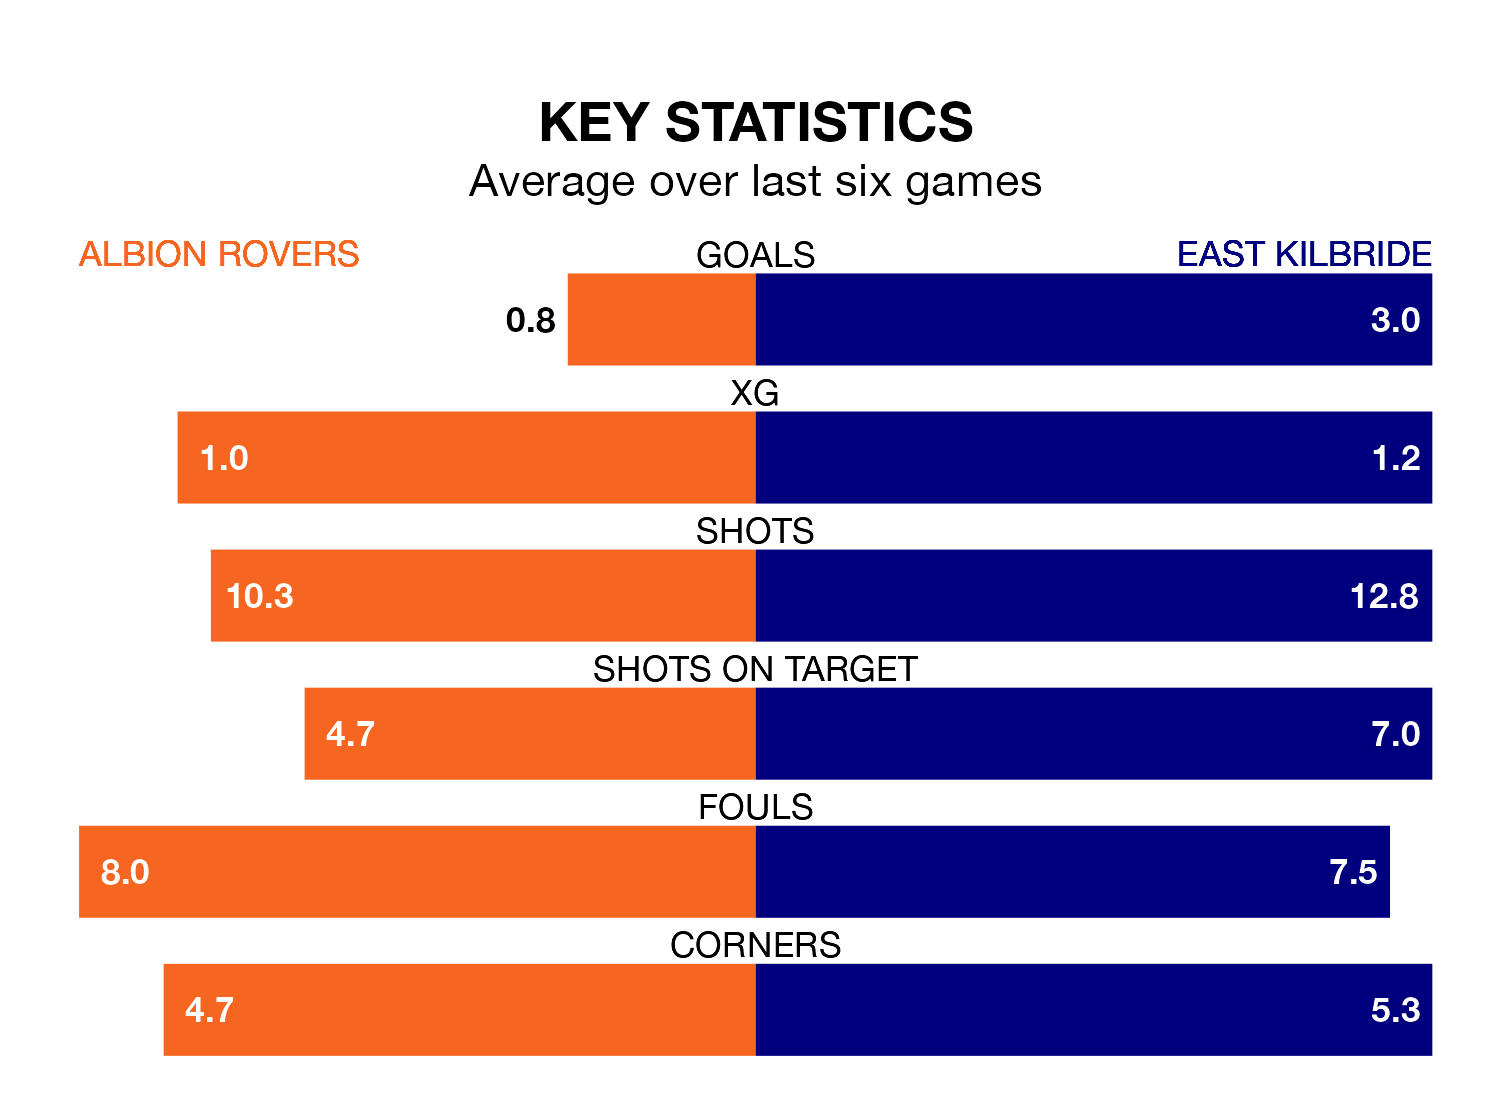 KEY STATISTICS
Average over last six games
ALBION ROVERS GOALS EAST KILBRIDE
0.8 3.0
XG
1.0 1.2
SHOTS
10.3 12.8
SHOTS ON TARGET
4.7 7.0
FOULS
8.0 7.5
CORNERS
4.7 5.3